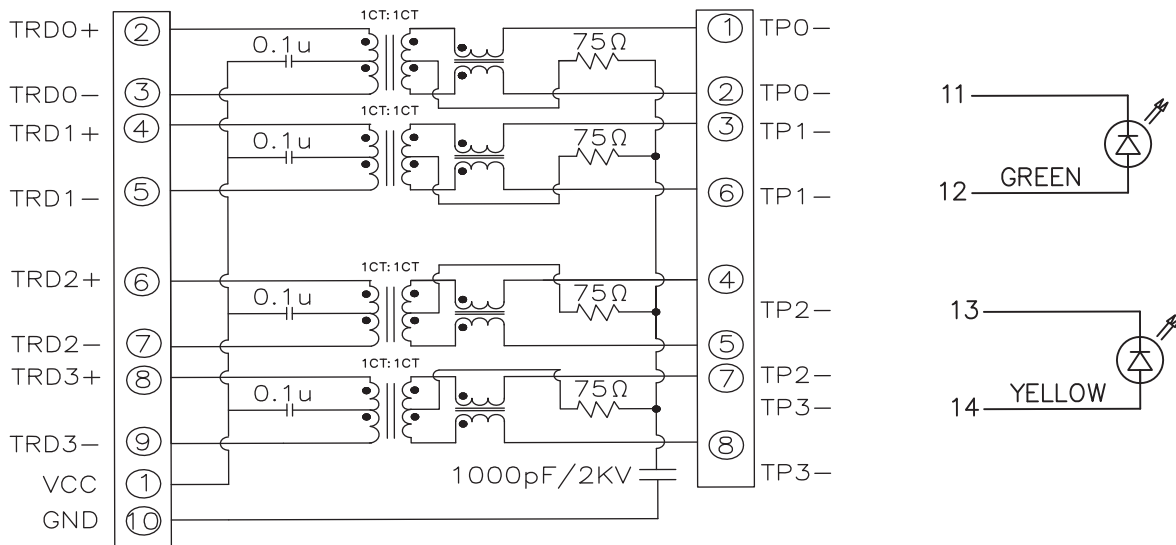 1CT:1CT
TRD0+ 2 0.1u 75Ω 1 TP0-
TRD0- 3 2 TP0-
11
1CT:1CT
TRD1+ 4 0.1u 75Ω 3 TP1-
12 GREEN
TRD1- 5 6 TP1-
1CT:1CT
TRD2+ 6 0.1u 75Ω 4
TP2-
13
TRD2- 7 5
1CT:1CT
TRD3+ 8 0.1u 75Ω 7 TP2-
TP3-
14 YELLOW
TRD3- 9 8
1000pF/2KV TP3-
VCC 1
GND 10